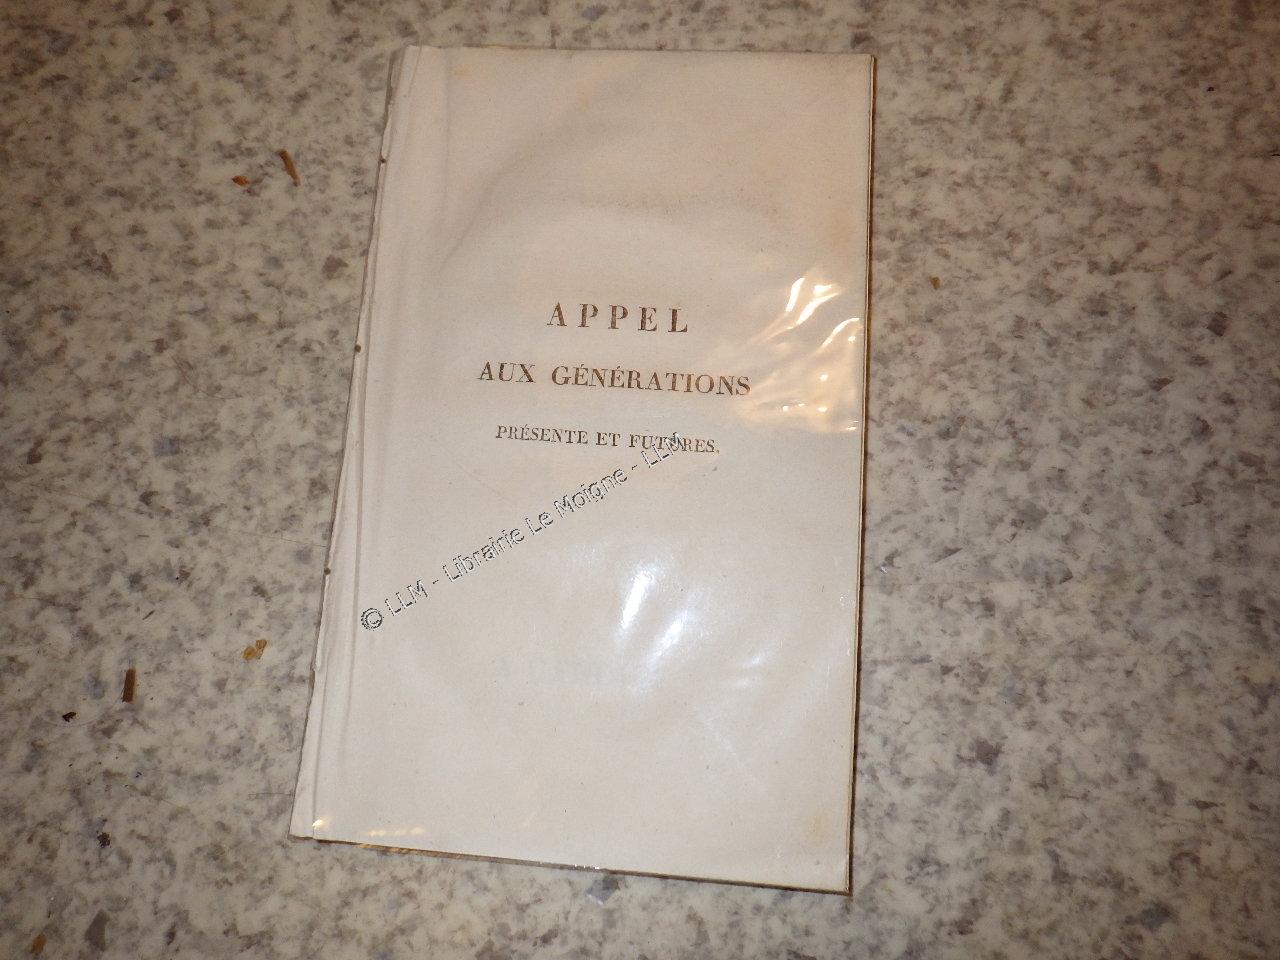 APPEL
AUX GÉNÉRATIONS
PRÉSENTE ET FUTURES.
© LLM - Librairie Le Moigne - LLM